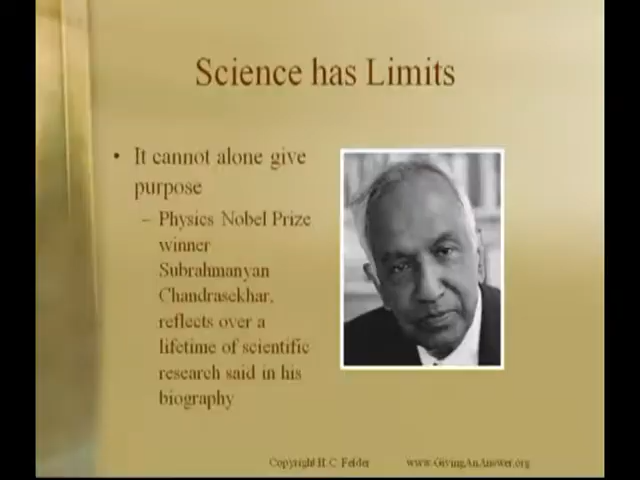 Science has Limits
• It cannot alone give
purpose
– Physics Nobel Prize
winner
Subrahmanyan
Chandrasekhar,
reflects over a
lifetime of scientific
research said in his
biography
Copyright H. C. Felder
www.GivingAnAnswer.org